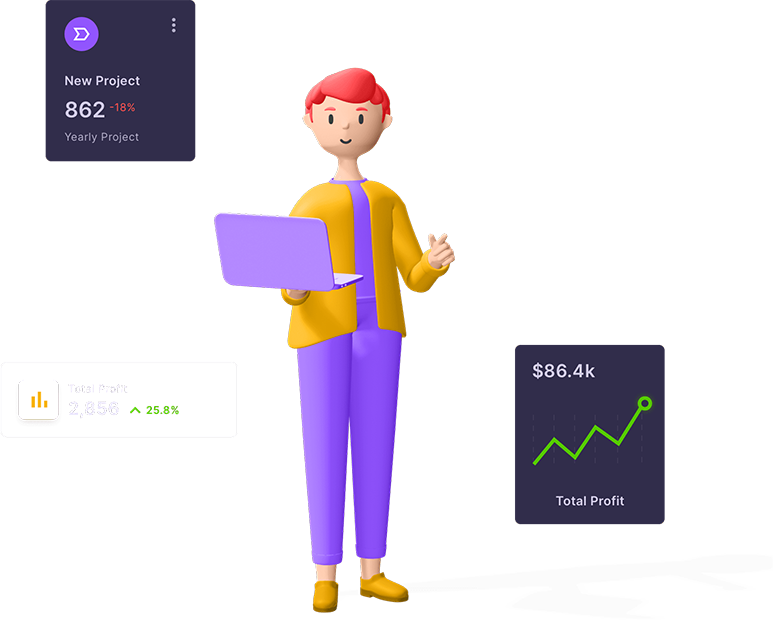 New Project
862 -18%
Yearly Project
Total Profit
2,856 25.8%
$86.4k
Total Profit